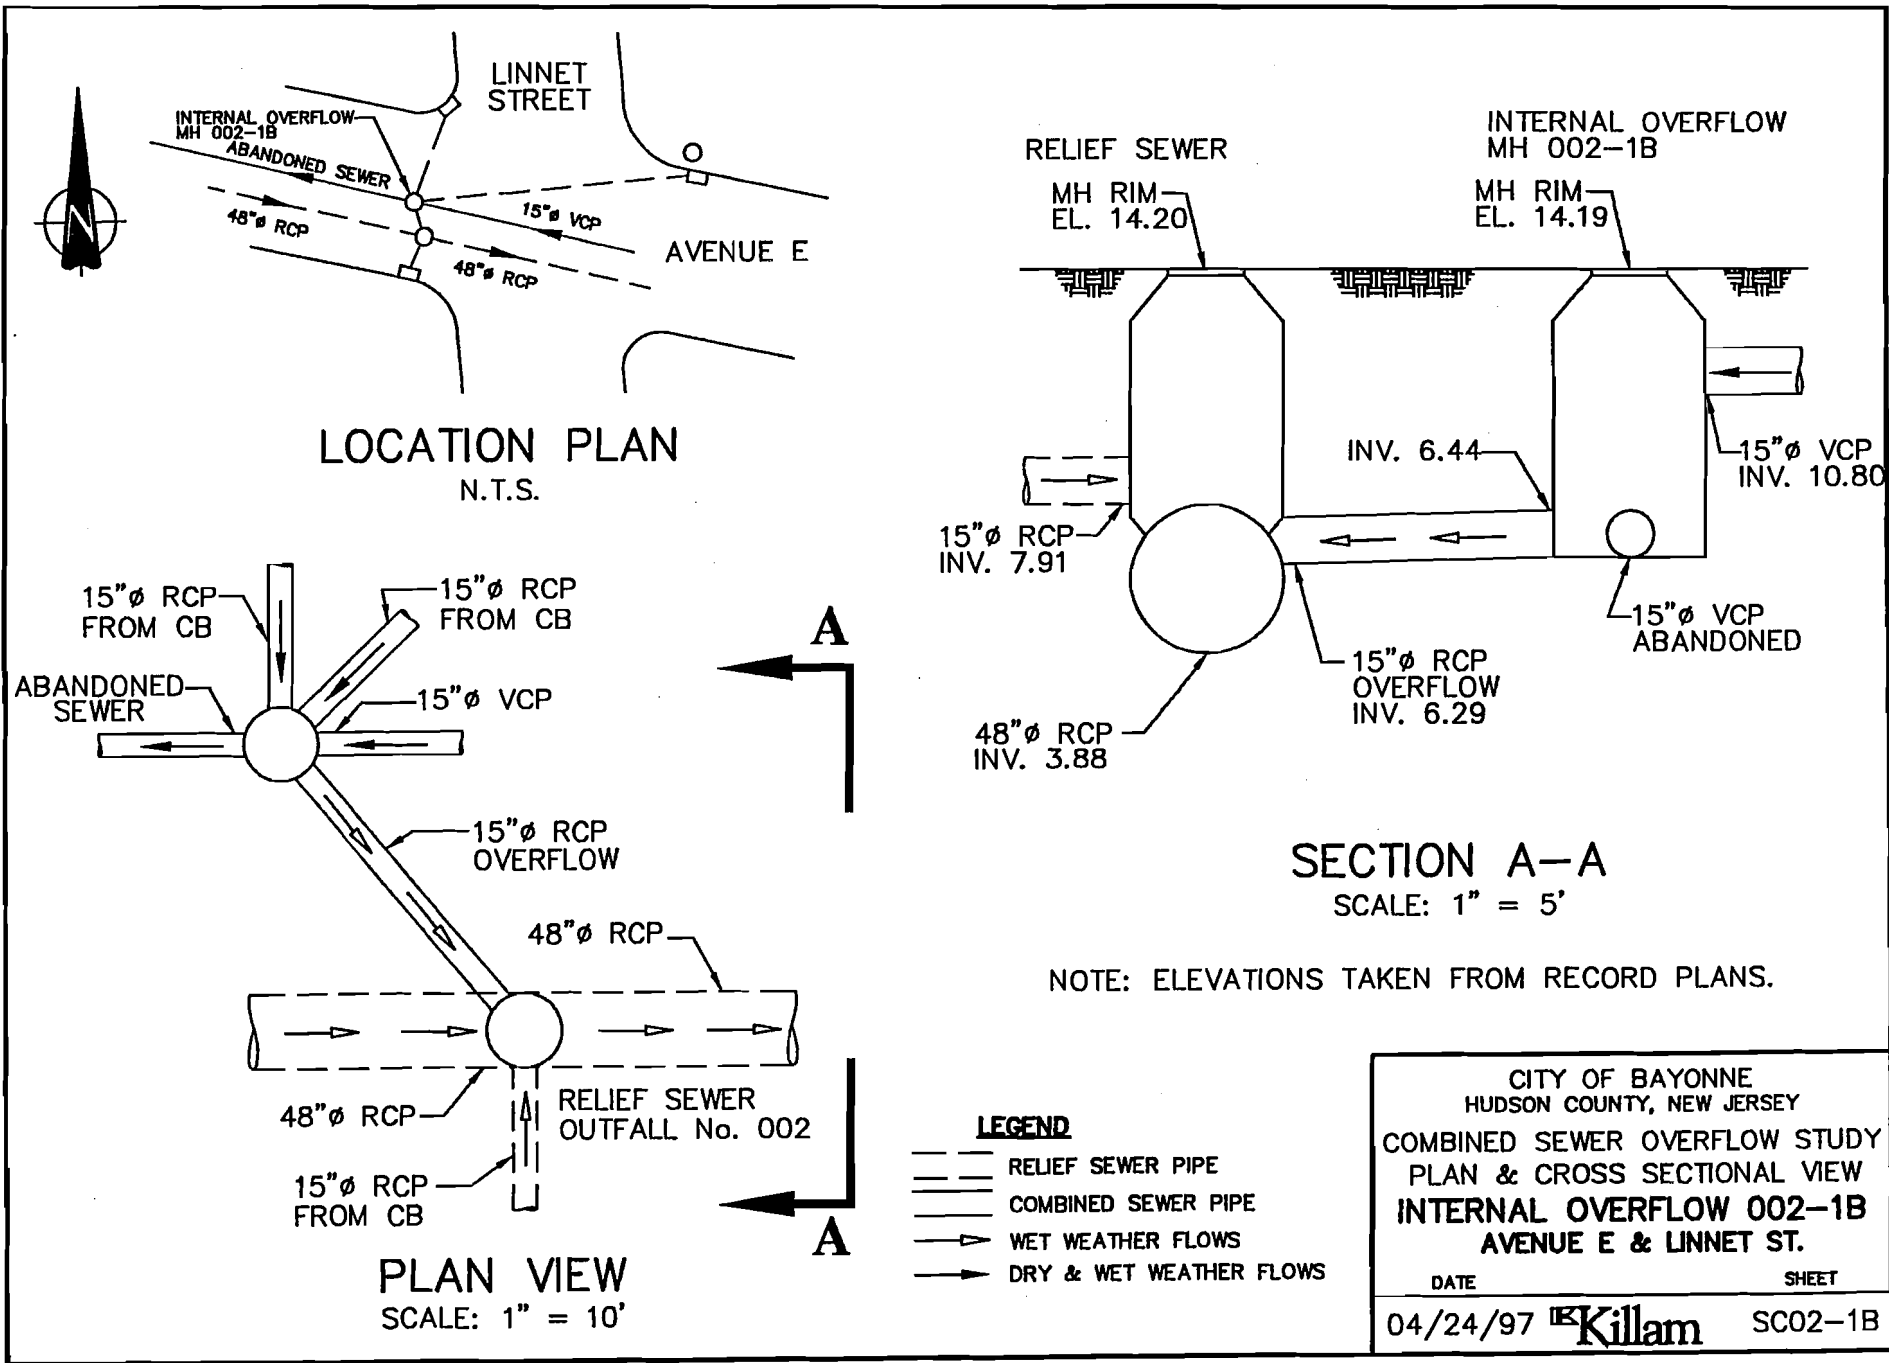 LINNET
STREET
INTERNAL OVERFLOW
MH 002-1B
ABANDONED SEWER
48"ø RCP
15"ø VCP
AVENUE E
48"ø RCP
N
LOCATION PLAN
N.T.S.
RELIEF SEWER
MH RIM
EL. 14.20
INTERNAL OVERFLOW
MH 002-1B
MH RIM
EL. 14.19
INV. 6.44
15"ø VCP
INV. 10.80
15"ø RCP
INV. 7.91
15"ø VCP
ABANDONED
15"ø RCP
OVERFLOW
INV. 6.29
48"ø RCP
INV. 3.88
SECTION A-A
SCALE: 1" = 5'
NOTE: ELEVATIONS TAKEN FROM RECORD PLANS.
15"ø RCP
FROM CB
15"ø RCP
FROM CB
A
ABANDONED
SEWER
15"ø VCP
15"ø RCP
OVERFLOW
48"ø RCP
48"ø RCP
RELIEF SEWER
OUTFALL No. 002
15"ø RCP
FROM CB
A
PLAN VIEW
SCALE: 1" = 10'
LEGEND
RELIEF SEWER PIPE
COMBINED SEWER PIPE
WET WEATHER FLOWS
DRY & WET WEATHER FLOWS
CITY OF BAYONNE
HUDSON COUNTY, NEW JERSEY
COMBINED SEWER OVERFLOW STUDY
PLAN & CROSS SECTIONAL VIEW
INTERNAL OVERFLOW 002-1B
AVENUE E & LINNET ST.
DATE SHEET
04/24/97 Killam SC02-1B